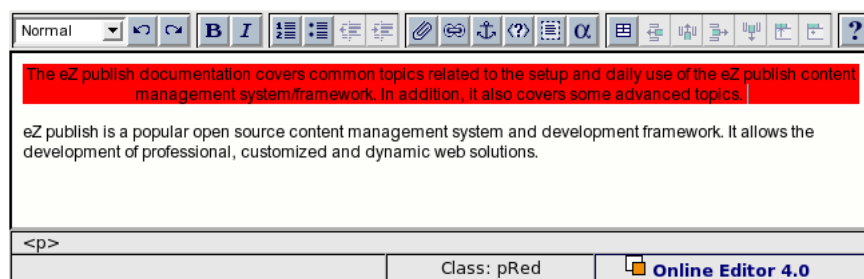 Normal B I <?> α ?
The eZ publish documentation covers common topics related to the setup and daily use of the eZ publish content
management system/framework. In addition, it also covers some advanced topics.
eZ publish is a popular open source content management system and development framework. It allows the
development of professional, customized and dynamic web solutions.
<p>
Class: pRed Online Editor 4.0